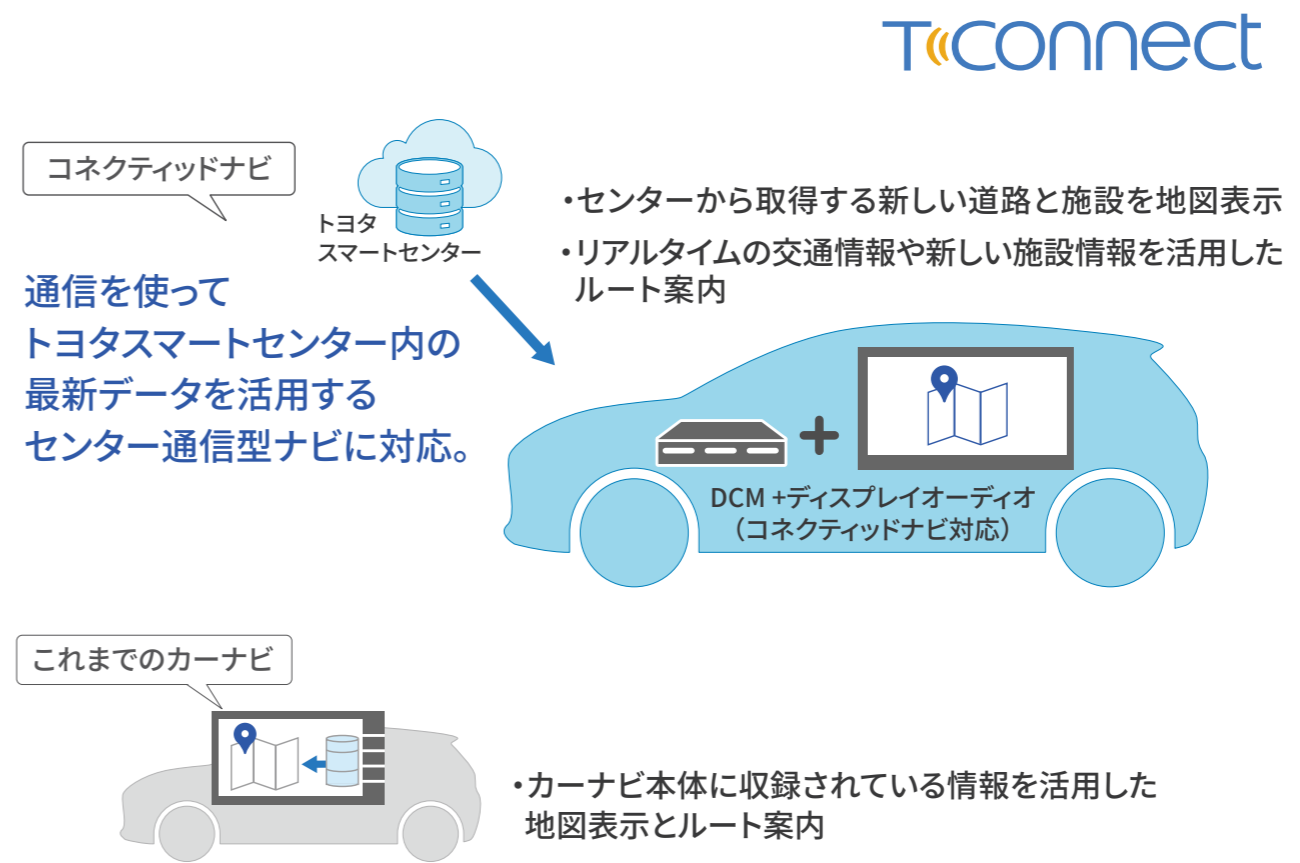 T connect
コネクティッドナビ
トヨタ
スマートセンター
・センターから取得する新しい道路と施設を地図表示
・リアルタイムの交通情報や新しい施設情報を活用した
ルート案内
通信を使って
トヨタスマートセンター内の
最新データを活用する
センター通信型ナビに対応。
DCM +ディスプレイオーディオ
（コネクティッドナビ対応）
これまでのカーナビ
・カーナビ本体に収録されている情報を活用した
地図表示とルート案内